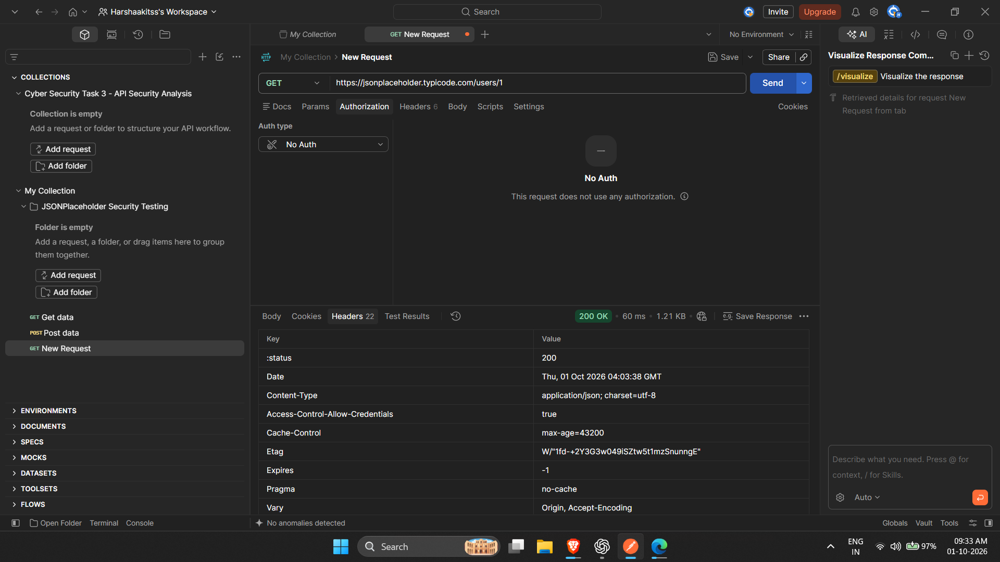 Harshaakitss's Workspace
Search
Invite
Upgrade
My Collection
GET New Request
No Environment
AI
COLLECTIONS
Cyber Security Task 3 - API Security Analysis
Collection is empty
Add a request or folder to structure your API workflow.
Add request
Add folder
My Collection
JSONPlaceholder Security Testing
Folder is empty
Add a request, a folder, or drag items here to group
them together.
Add request
Add folder
GET Get data
POST Post data
GET New Request
ENVIRONMENTS
DOCUMENTS
SPECS
MOCKS
DATASETS
TOOLSETS
FLOWS
HTTP My Collection > New Request
Save
Share
GET
https://jsonplaceholder.typicode.com/users/1
Send
Docs Params Authorization Headers 6 Body Scripts Settings
Cookies
Auth type
No Auth
No Auth
This request does not use any authorization.
Body Cookies Headers 22 Test Results
200 OK • 60 ms • 1.21 KB •
e.g. Save Response
Key Value
:status 200
Date Thu, 01 Oct 2026 04:03:38 GMT
Content-Type application/json; charset=utf-8
Access-Control-Allow-Credentials true
Cache-Control max-age=43200
Etag W/"1fd-+2Y3G3w049iSZtw5t1mzSnunngE"
Expires -1
Pragma no-cache
Vary Origin, Accept-Encoding
Visualize Response Com...
/visualize Visualize the response
Retrieved details for request New
Request from tab
Describe what you need. Press @ for
context, / for Skills.
Auto
Open Folder Terminal Console
No anomalies detected
Globals Vault Tools
Search
ENG
IN
97%
09:33 AM
01-10-2026